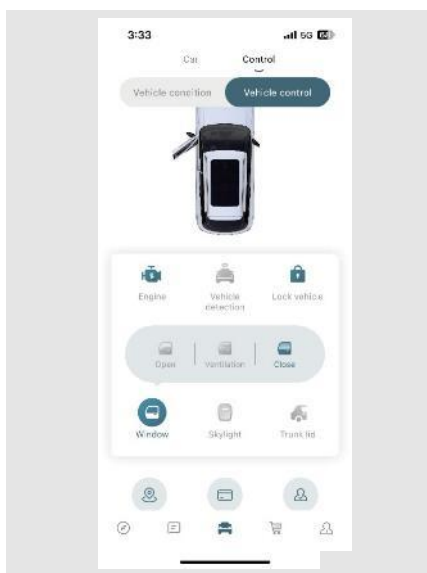 3:33 5G 64
Car Control
Vehicle condition Vehicle control
Engine Vehicle Lock vehicle
detection
Open Ventilation Close
Window Skylight Trunk lid